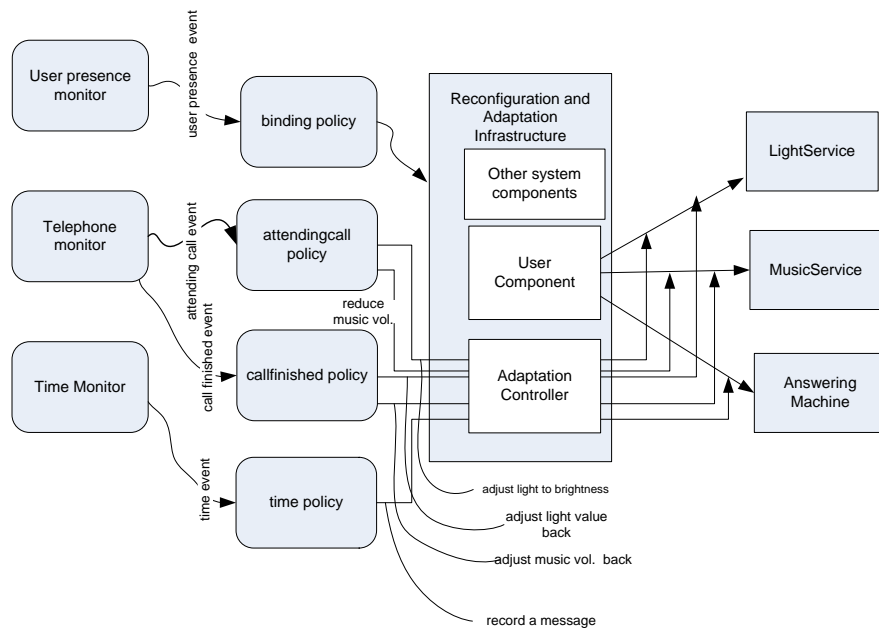 User presence
monitor
user presence event
binding policy
Reconfiguration and
Adaptation
Infrastructure
Other system
components
LightService
Telephone
monitor
attending call event
attendingcall
policy
User
Component
MusicService
reduce
music vol.
call finished event
callfinished policy
Time Monitor
Adaptation
Controller
Answering
Machine
time event
time policy
adjust light to brightness
adjust light value
back
adjust music vol. back
record a message